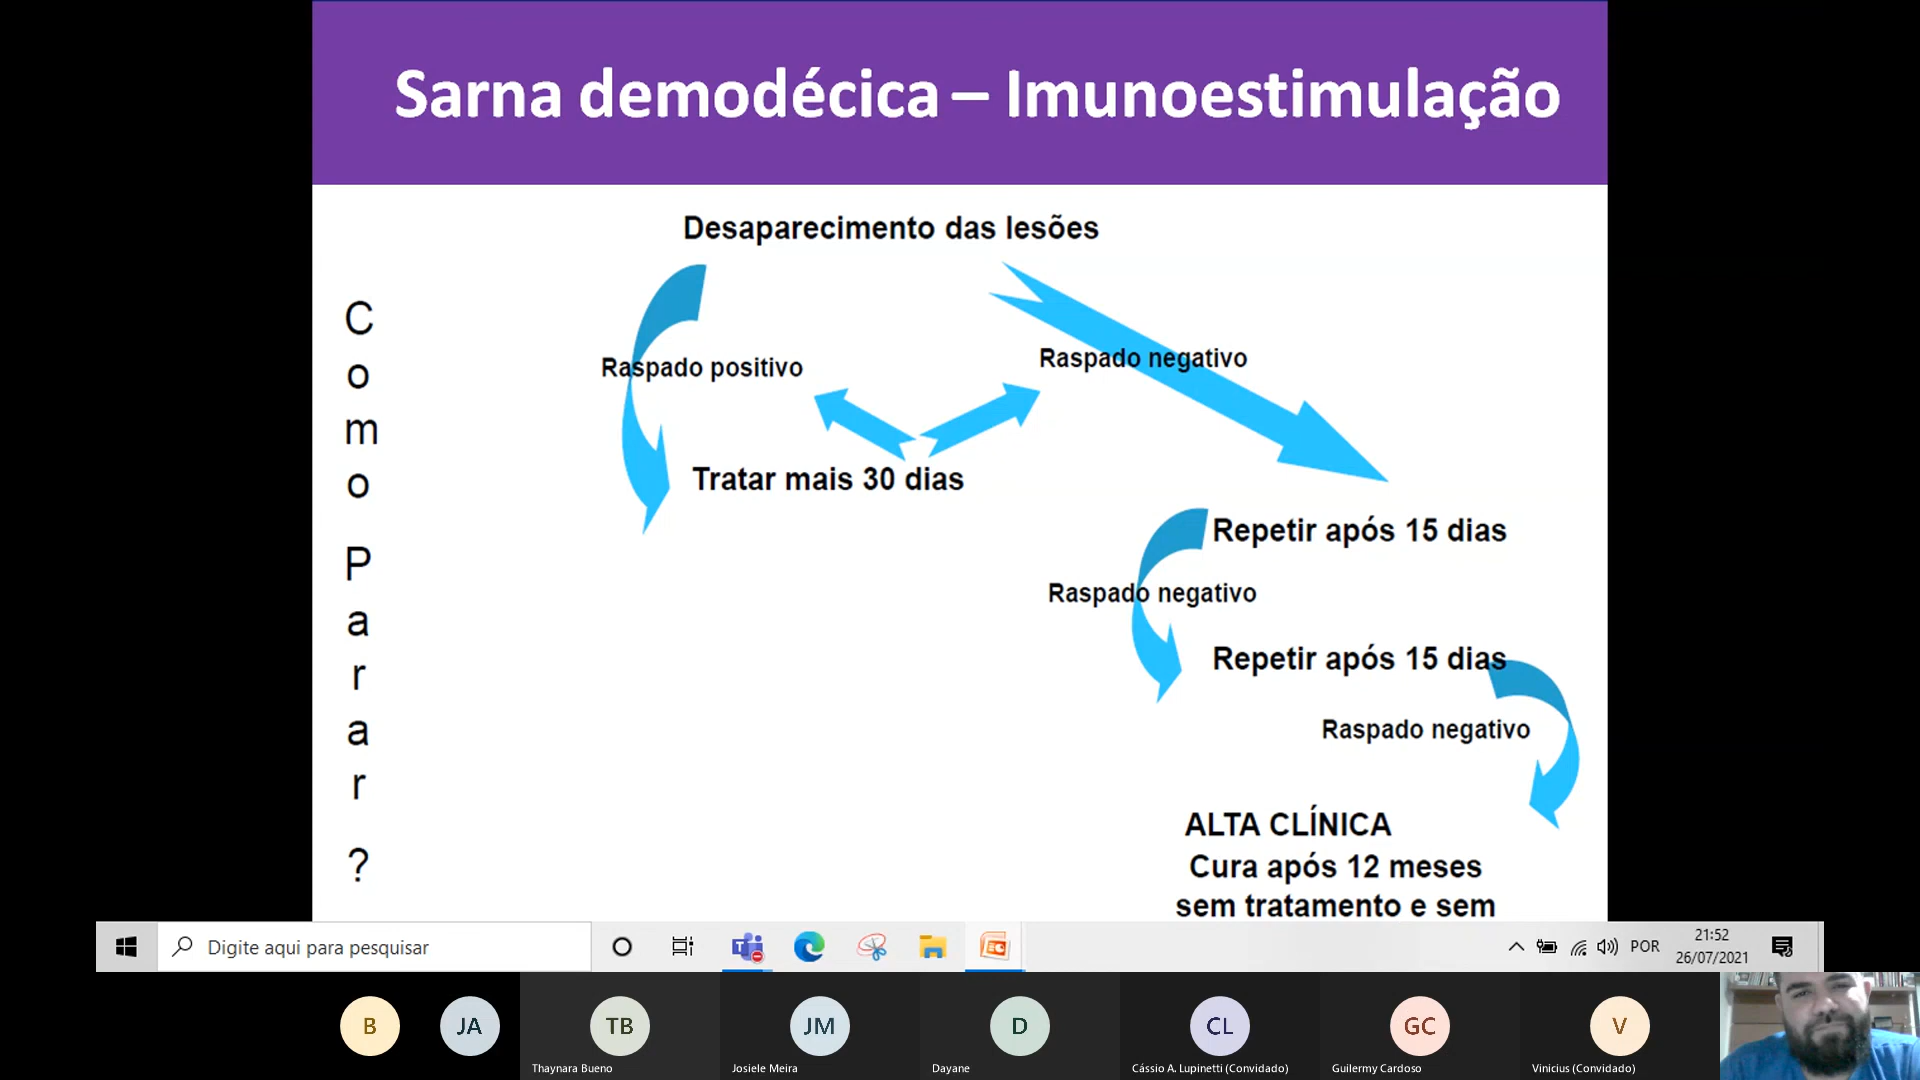 Sarna demodécica – Imunoestimulação
Desaparecimento das lesões
Como
Parar
?
Raspado positivo
Raspado negativo
Tratar mais 30 dias
Repetir após 15 dias
Raspado negativo
Repetir após 15 dias
Raspado negativo
ALTA CLÍNICA
Cura após 12 meses
sem tratamento e sem
Digite aqui para pesquisar
POR
21:52
26/07/2021
B
JA
TB
JM
D
CL
GC
V
Thaynara Bueno
Josiele Meira
Dayane
Cássio A. Lupinetti (Convidado)
Guilermy Cardoso
Vinicius (Convidado)